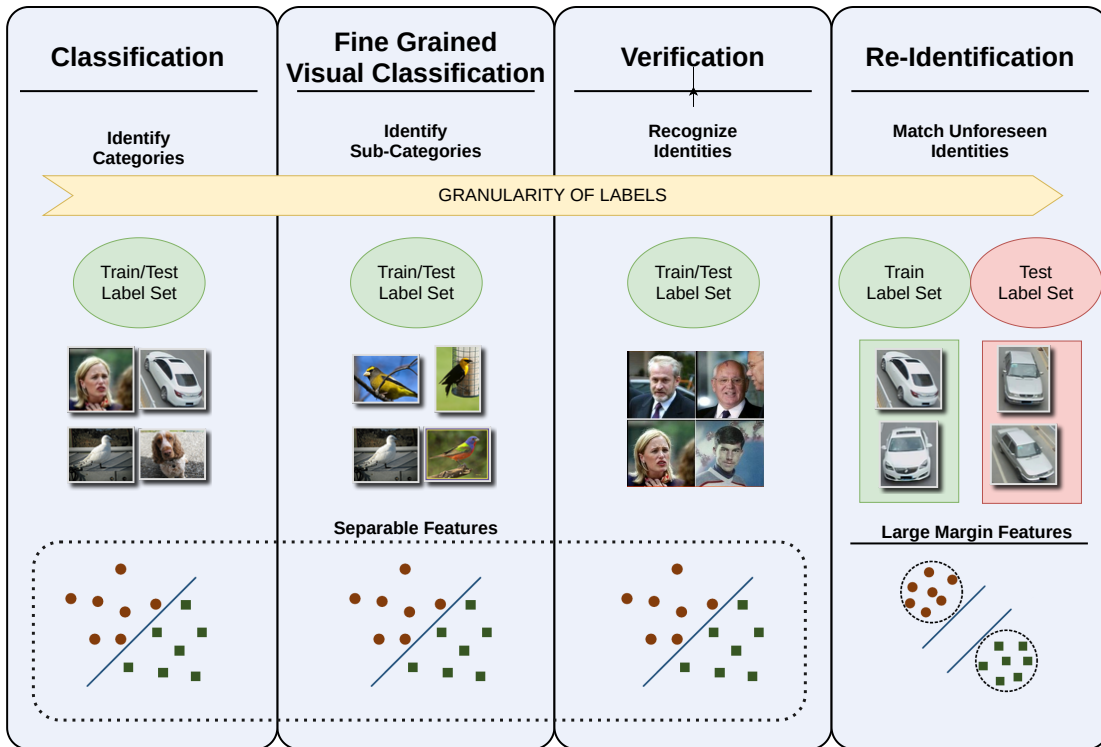 Classification
Identify
Categories
Fine Grained
Visual Classification
Identify
Sub-Categories
Verification
Recognize
Identities
Re-Identification
Match Unforeseen
Identities
GRANULARITY OF LABELS
Train/Test
Label Set
Train/Test
Label Set
Train/Test
Label Set
Train
Label Set
Test
Label Set
Separable Features
Large Margin Features